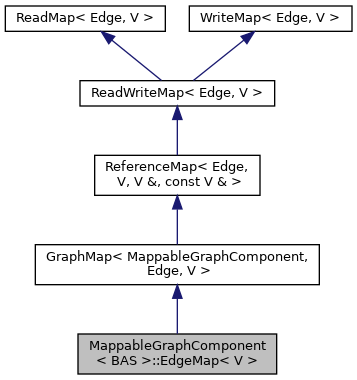 ReadMap< Edge, V >
WriteMap< Edge, V >
ReadWriteMap< Edge, V >
ReferenceMap< Edge,
V, V &, const V & >
GraphMap< MappableGraphComponent,
Edge, V >
MappableGraphComponent
< BAS >::EdgeMap< V >